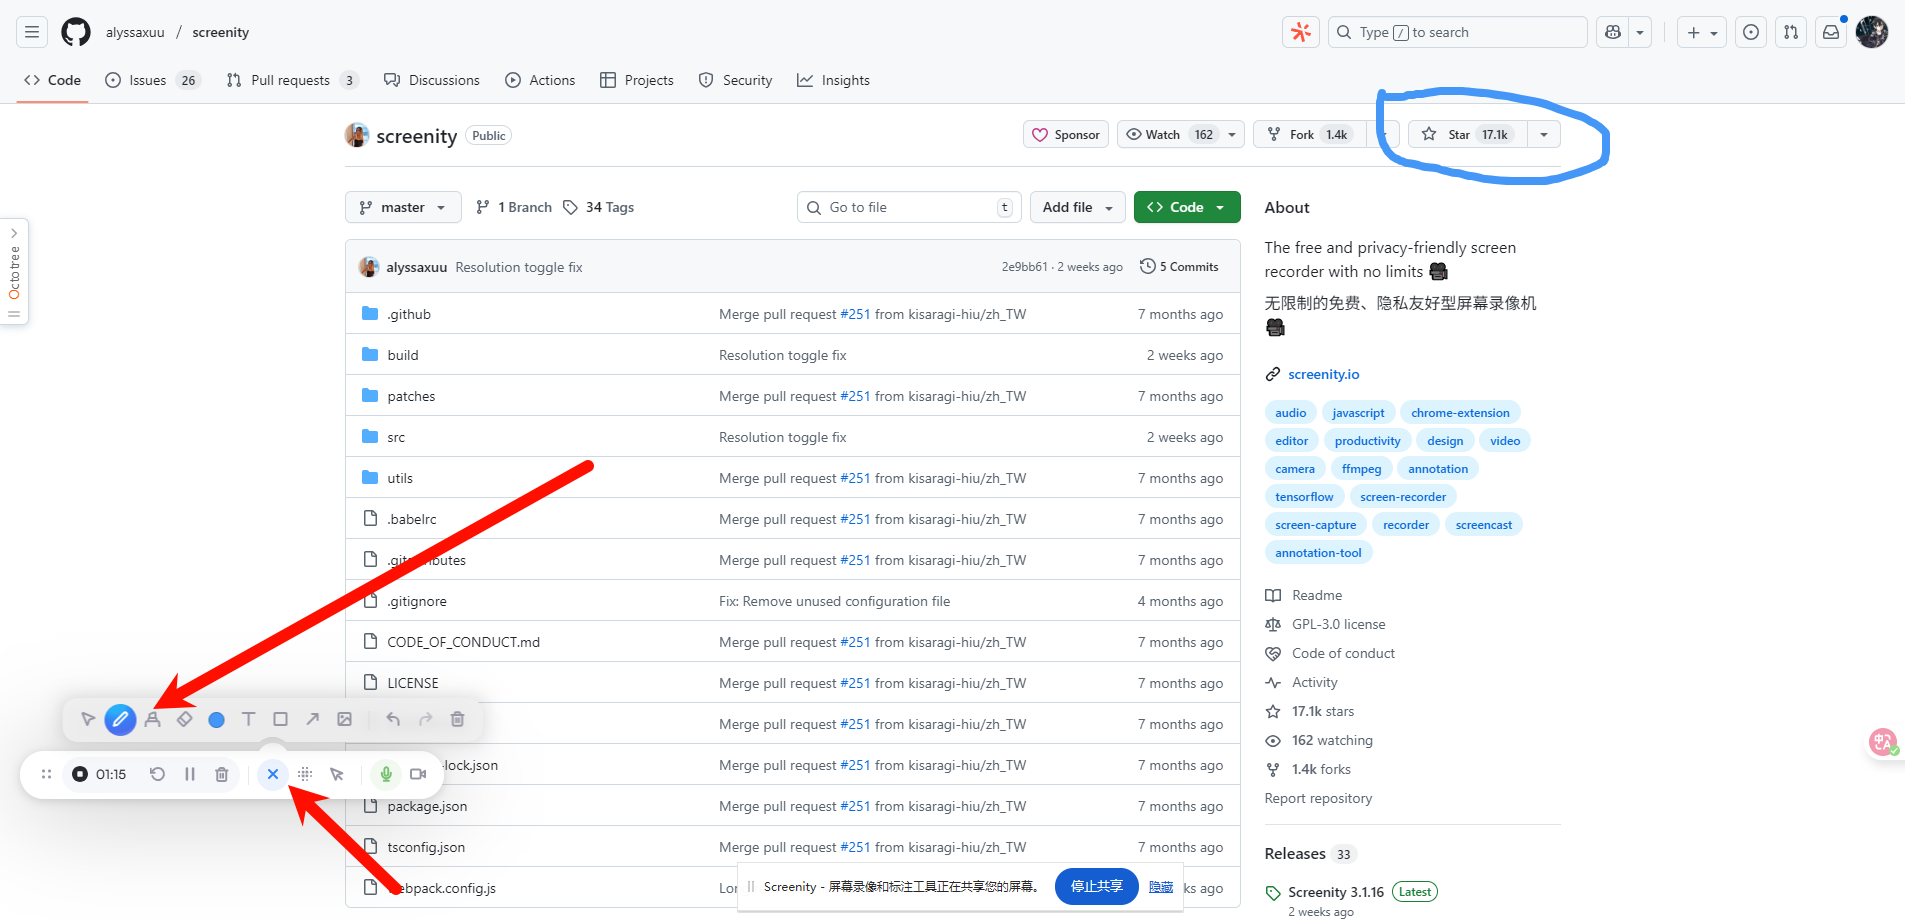 alyssaxuu / screenity
Type / to search
Code
Issues 26
Pull requests 3
Discussions
Actions
Projects
Security
Insights
screenity Public
Sponsor
Watch 162
Fork 1.4k
Star 17.1k
master
1 Branch
34 Tags
Go to file t
Add file
Code
alyssaxuu Resolution toggle fix 2e9bb61 · 2 weeks ago 5 Commits
.github Merge pull request #251 from kisaragi-hiu/zh_TW 7 months ago
build Resolution toggle fix 2 weeks ago
patches Merge pull request #251 from kisaragi-hiu/zh_TW 7 months ago
src Resolution toggle fix 2 weeks ago
utils Merge pull request #251 from kisaragi-hiu/zh_TW 7 months ago
.babelrc Merge pull request #251 from kisaragi-hiu/zh_TW 7 months ago
.gitattributes Merge pull request #251 from kisaragi-hiu/zh_TW 7 months ago
.gitignore Fix: Remove unused configuration file 4 months ago
CODE_OF_CONDUCT.md Merge pull request #251 from kisaragi-hiu/zh_TW 7 months ago
LICENSE Merge pull request #251 from kisaragi-hiu/zh_TW 7 months ago
Merge pull request #251 from kisaragi-hiu/zh_TW 7 months ago
-lock.json Merge pull request #251 from kisaragi-hiu/zh_TW 7 months ago
package.json Merge pull request #251 from kisaragi-hiu/zh_TW 7 months ago
tsconfig.json Merge pull request #251 from kisaragi-hiu/zh_TW 7 months ago
webpack.config.js ks ago
About
The free and privacy-friendly screen
recorder with no limits
无限制的免费、隐私友好型屏幕录像机
screenity.io
audio javascript chrome-extension
editor productivity design video
camera ffmpeg annotation
tensorflow screen-recorder
screen-capture recorder screencast
annotation-tool
Readme
GPL-3.0 license
Code of conduct
Activity
17.1k stars
162 watching
1.4k forks
Report repository
Releases 33
Screenity 3.1.16 Latest
2 weeks ago
Octotree
01:15
Screenity - 屏幕录像和标注工具正在共享您的屏幕。 停止共享 隐藏